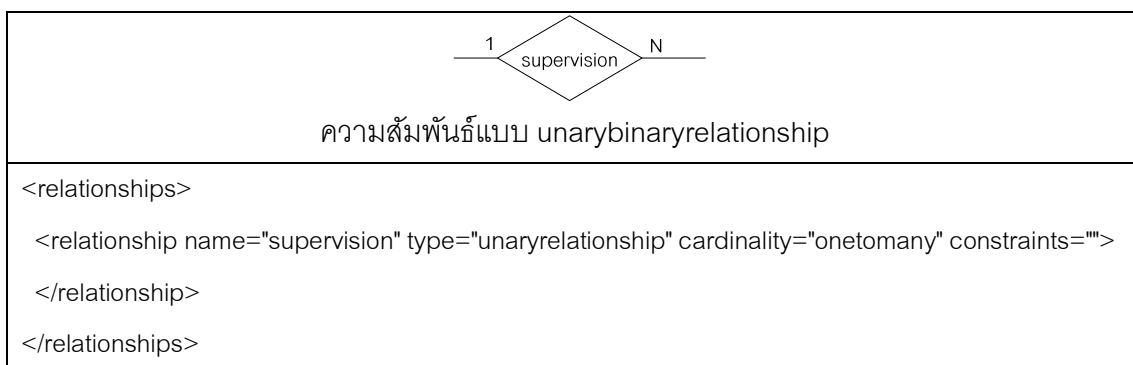 1 supervision N
ความสัมพันธ์แบบ unarybinaryrelationship
<relationships>
<relationship name="supervision" type="unaryrelationship" cardinality="onetomany" constraints="">
</relationship>
</relationships>